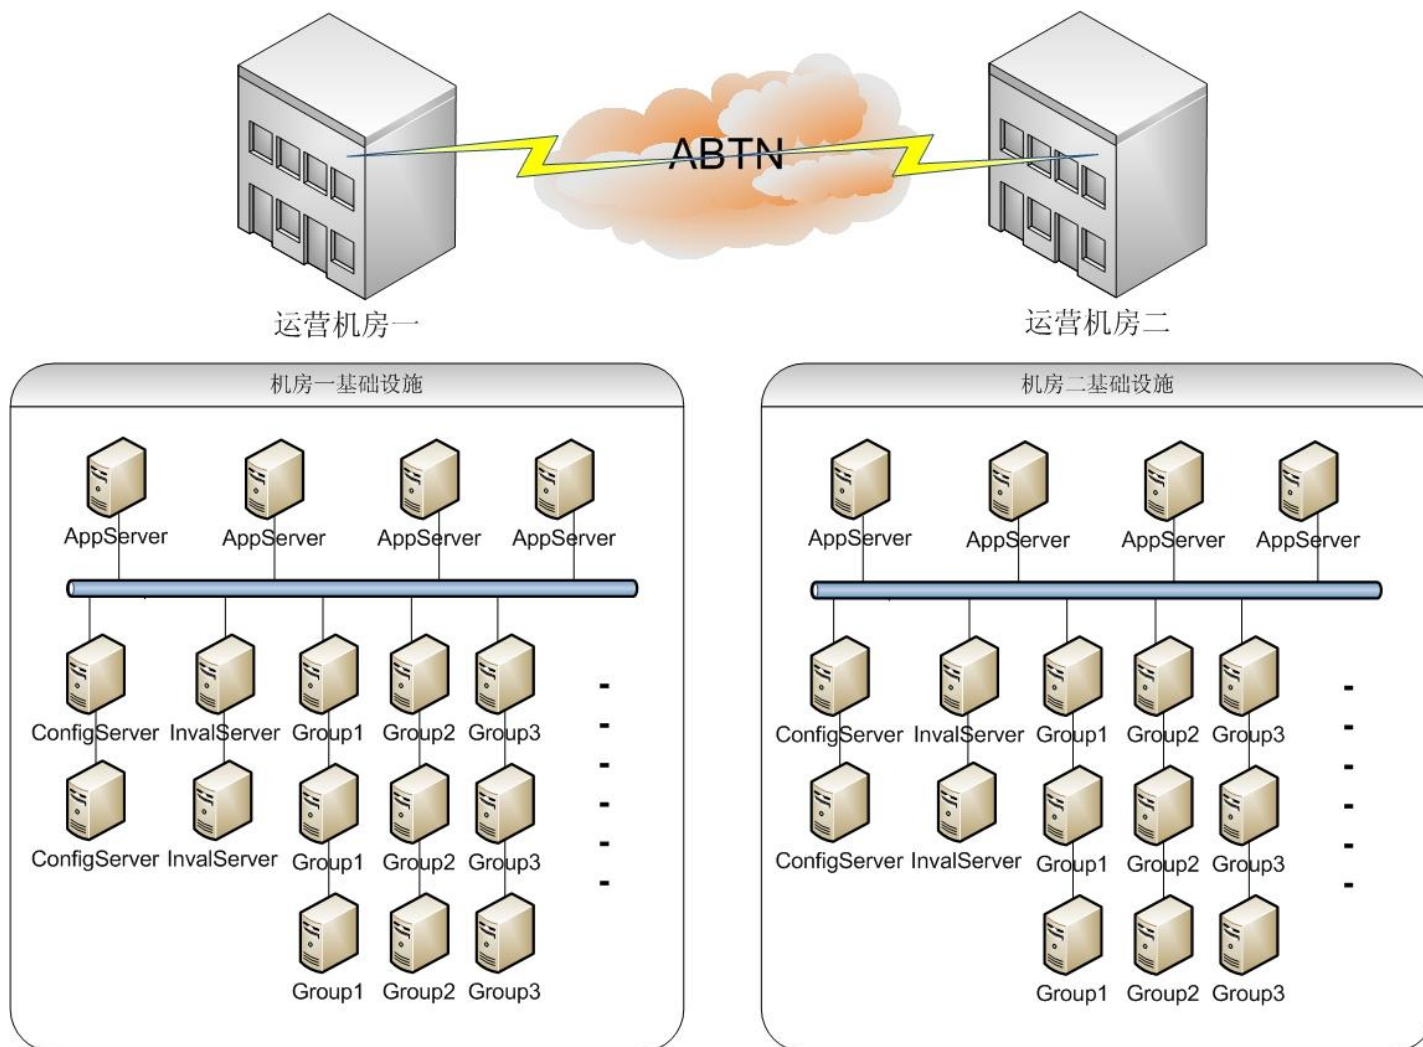 ABTN
运营机房一
运营机房二
机房一基础设施
AppServer AppServer AppServer AppServer
ConfigServer InvalServer Group1 Group2 Group3
ConfigServer InvalServer Group1 Group2 Group3
Group1 Group2 Group3
机房二基础设施
AppServer AppServer AppServer AppServer
ConfigServer InvalServer Group1 Group2 Group3
ConfigServer InvalServer Group1 Group2 Group3
Group1 Group2 Group3